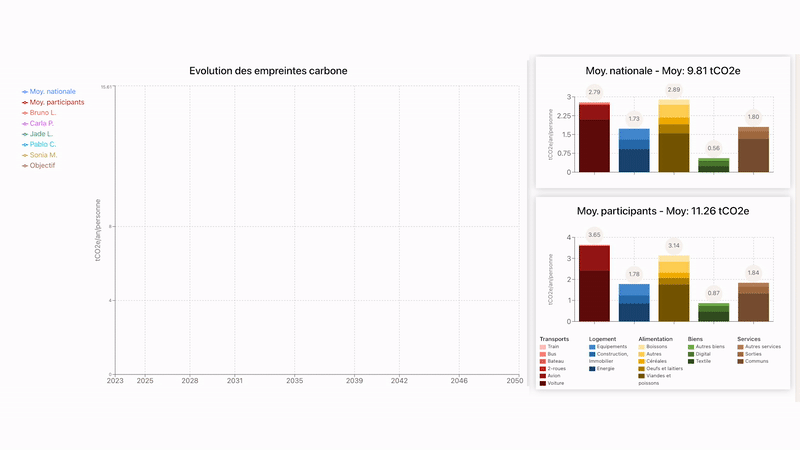 Evolution des empreintes carbone
Moy. nationale
Moy. participants
Bruno L.
Carla P.
Jade L.
Pablo C.
Sonia M.
Objectif
tCO2e/an/personne
4
0
2023 2025 2028 2031 2035 2039 2042 2046 2050
Moy. nationale - Moy: 9.81 tCO2e
tCO2e/an/personne
3
2.25
1.5
0.75
0
2.79 1.73 2.89 0.56 1.80
Moy. participants - Moy: 11.26 tCO2e
tCO2e/an/personne
4
3
2
1
0
3.65 1.78 3.14 0.87 1.84
Transports
Train
Bus
Bateau
2-roues
Avion
Voiture
Logement
Equipements
Construction,
Immobilier
Energie
Alimentation
Boissons
Autres
Céréales
Oeufs et laitiers
Viandes et
poissons
Biens
Autres biens
Digital
Textile
Services
Autres services
Sorties
Communs